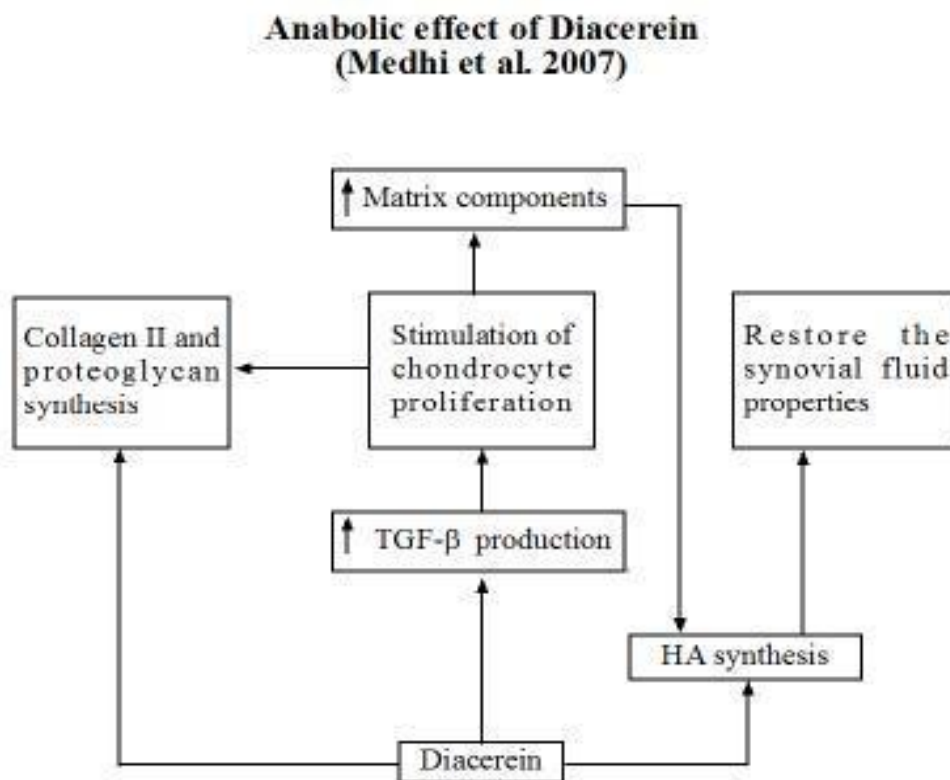 Anabolic effect of Diacerein
(Medhi et al. 2007)
↑ Matrix components
Collagen II and
proteoglycan
synthesis
Stimulation of
chondrocyte
proliferation
Restore the
synovial fluid
properties
↑ TGF-β production
HA synthesis
Diacerein